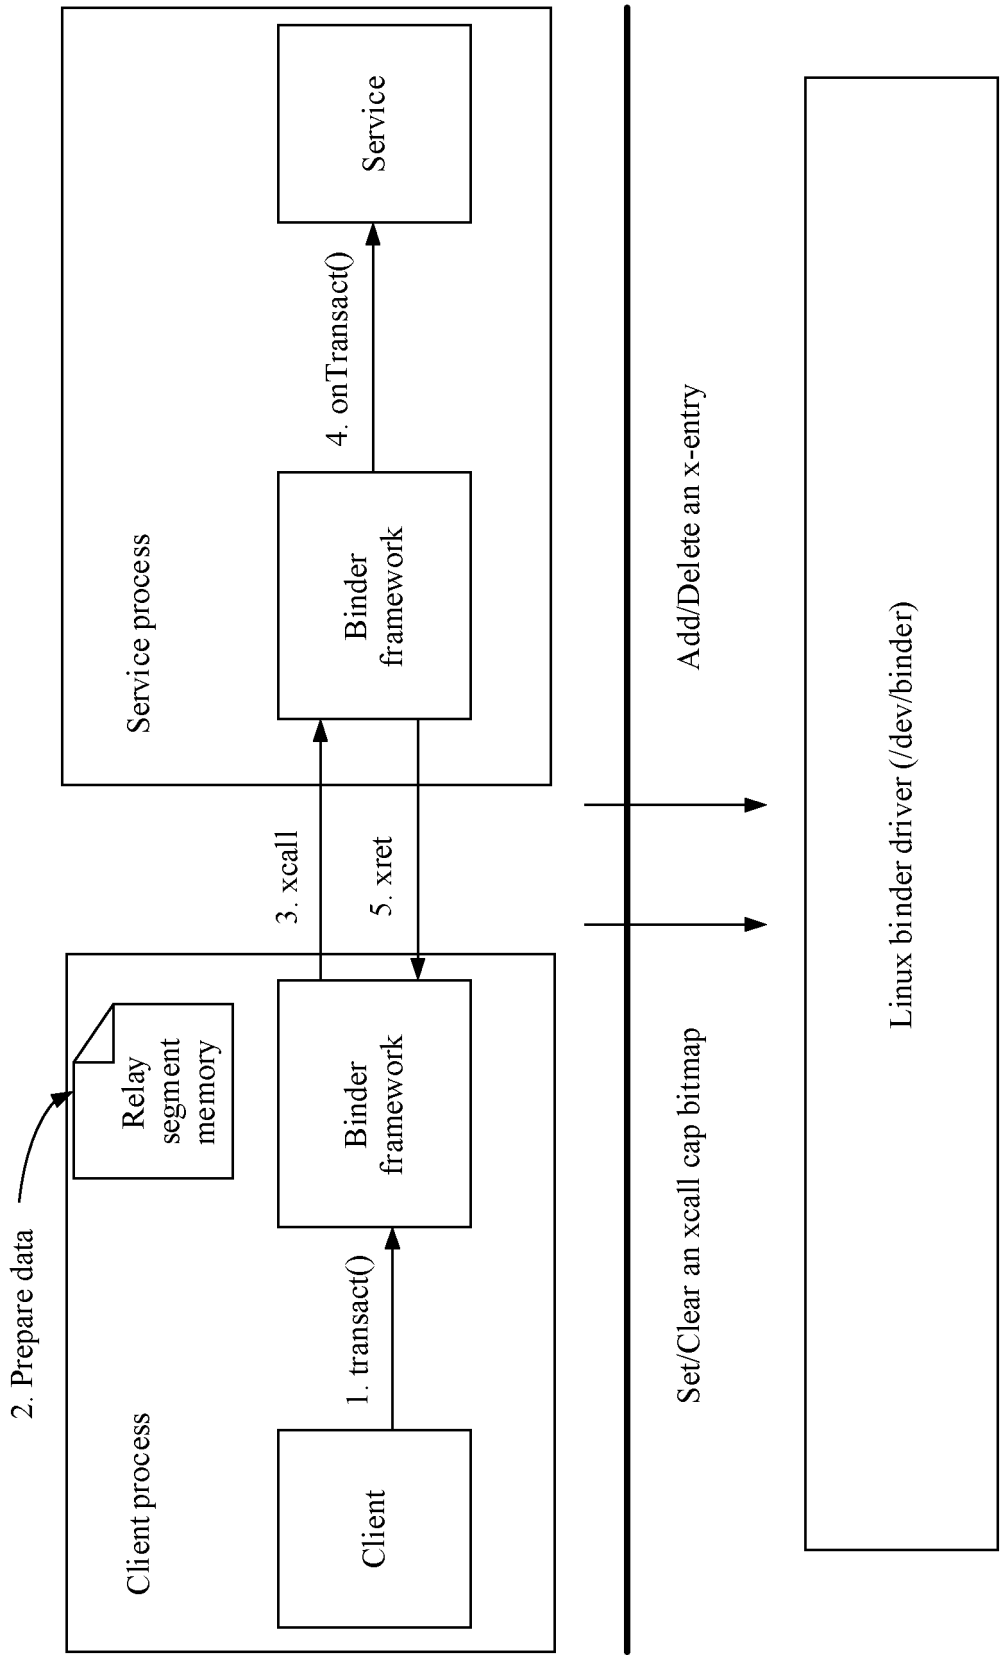 2. Prepare data
Client process
Relay
segment
memory
Service process
Client
1. transact()
Binder
framework
3. xcall
5. xret
Binder
framework
4. onTransact()
Service
Set/Clear an xcall cap bitmap
Add/Delete an x-entry
Linux binder driver (/dev/binder)